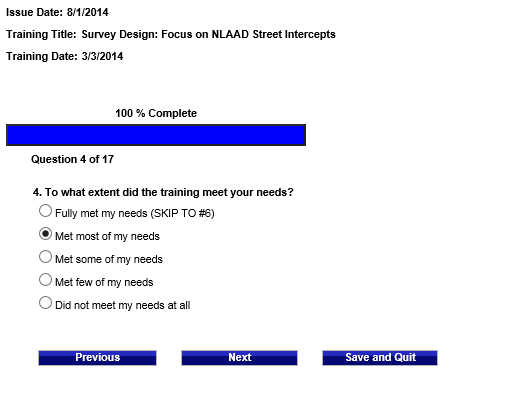 Issue Date: 8/1/2014
Training Title: Survey Design: Focus on NLAAD Street Intercepts
Training Date: 3/3/2014
100 % Complete
Question 4 of 17
4. To what extent did the training meet your needs?
Fully met my needs (SKIP TO #6)
Met most of my needs
Met some of my needs
Met few of my needs
Did not meet my needs at all
Previous Next Save and Quit